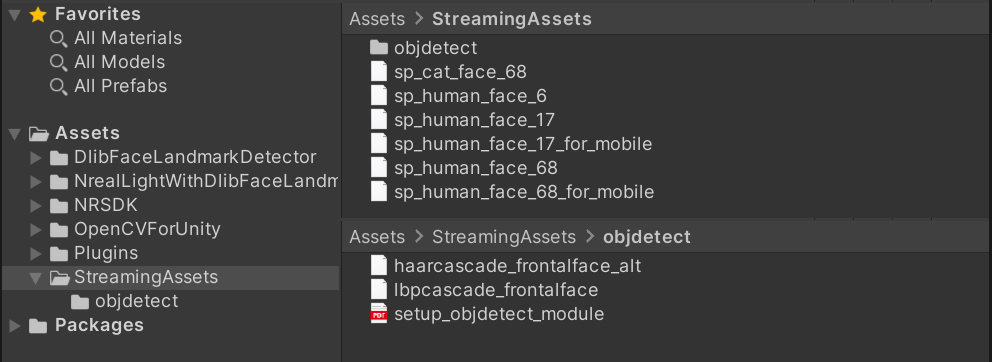 Favorites
All Materials
All Models
All Prefabs
Assets
DlibFaceLandmarkDetector
NrealLightWithDlibFaceLandm
NRSDK
OpenCVForUnity
Plugins
StreamingAssets
objdetect
Packages
Assets > StreamingAssets
objdetect
sp_cat_face_68
sp_human_face_6
sp_human_face_17
sp_human_face_17_for_mobile
sp_human_face_68
sp_human_face_68_for_mobile
Assets > StreamingAssets > objdetect
haarcascade_frontalface_alt
lbpcascade_frontalface
PDF setup_objdetect_module